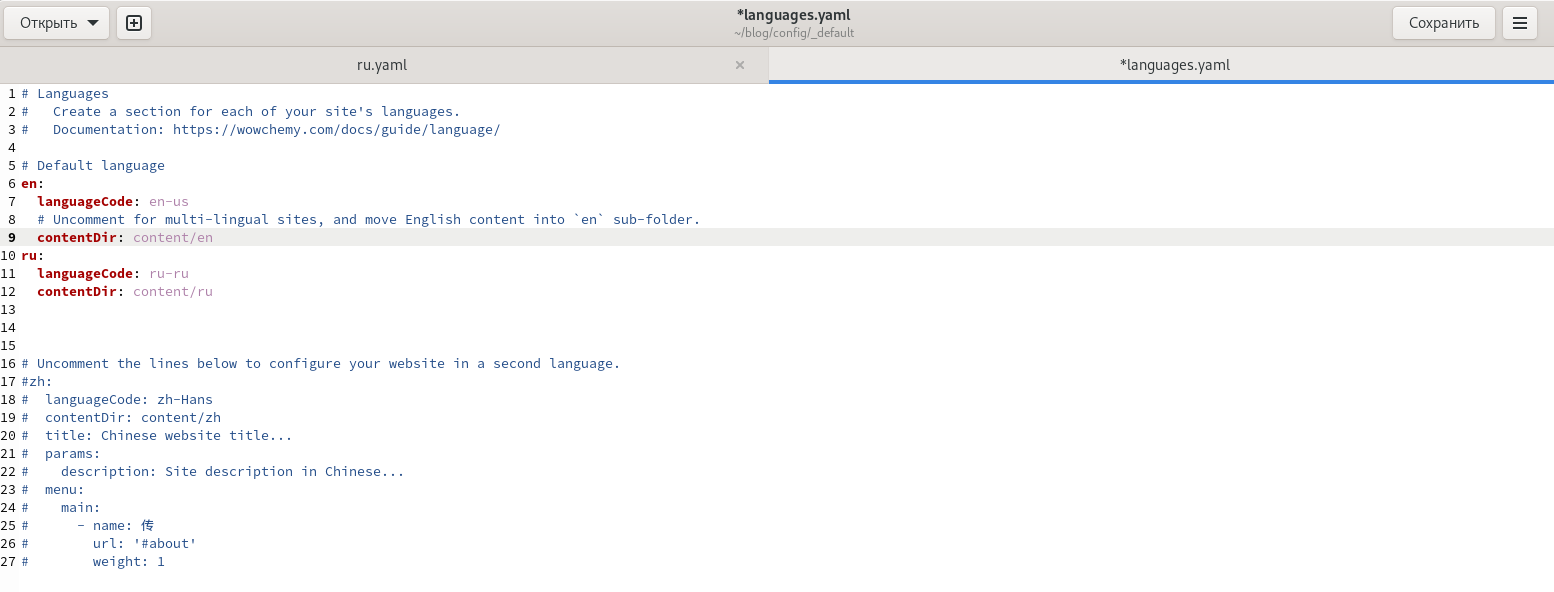 Открыть
*languages.yaml
~/blog/config/_default
Сохранить
ru.yaml ×
*languages.yaml
1 # Languages
2 #   Create a section for each of your site's languages.
3 #   Documentation: https://wowchemy.com/docs/guide/language/
4
5 # Default language
6 en:
7   languageCode: en-us
8   # Uncomment for multi-lingual sites, and move English content into `en` sub-folder.
9   contentDir: content/en
10 ru:
11   languageCode: ru-ru
12   contentDir: content/ru
13
14
15
16 # Uncomment the lines below to configure your website in a second language.
17 #zh:
18 #  languageCode: zh-Hans
19 #  contentDir: content/zh
20 #  title: Chinese website title...
21 #  params:
22 #    description: Site description in Chinese...
23 #  menu:
24 #    main:
25 #      - name: 传
26 #        url: '#about'
27 #        weight: 1